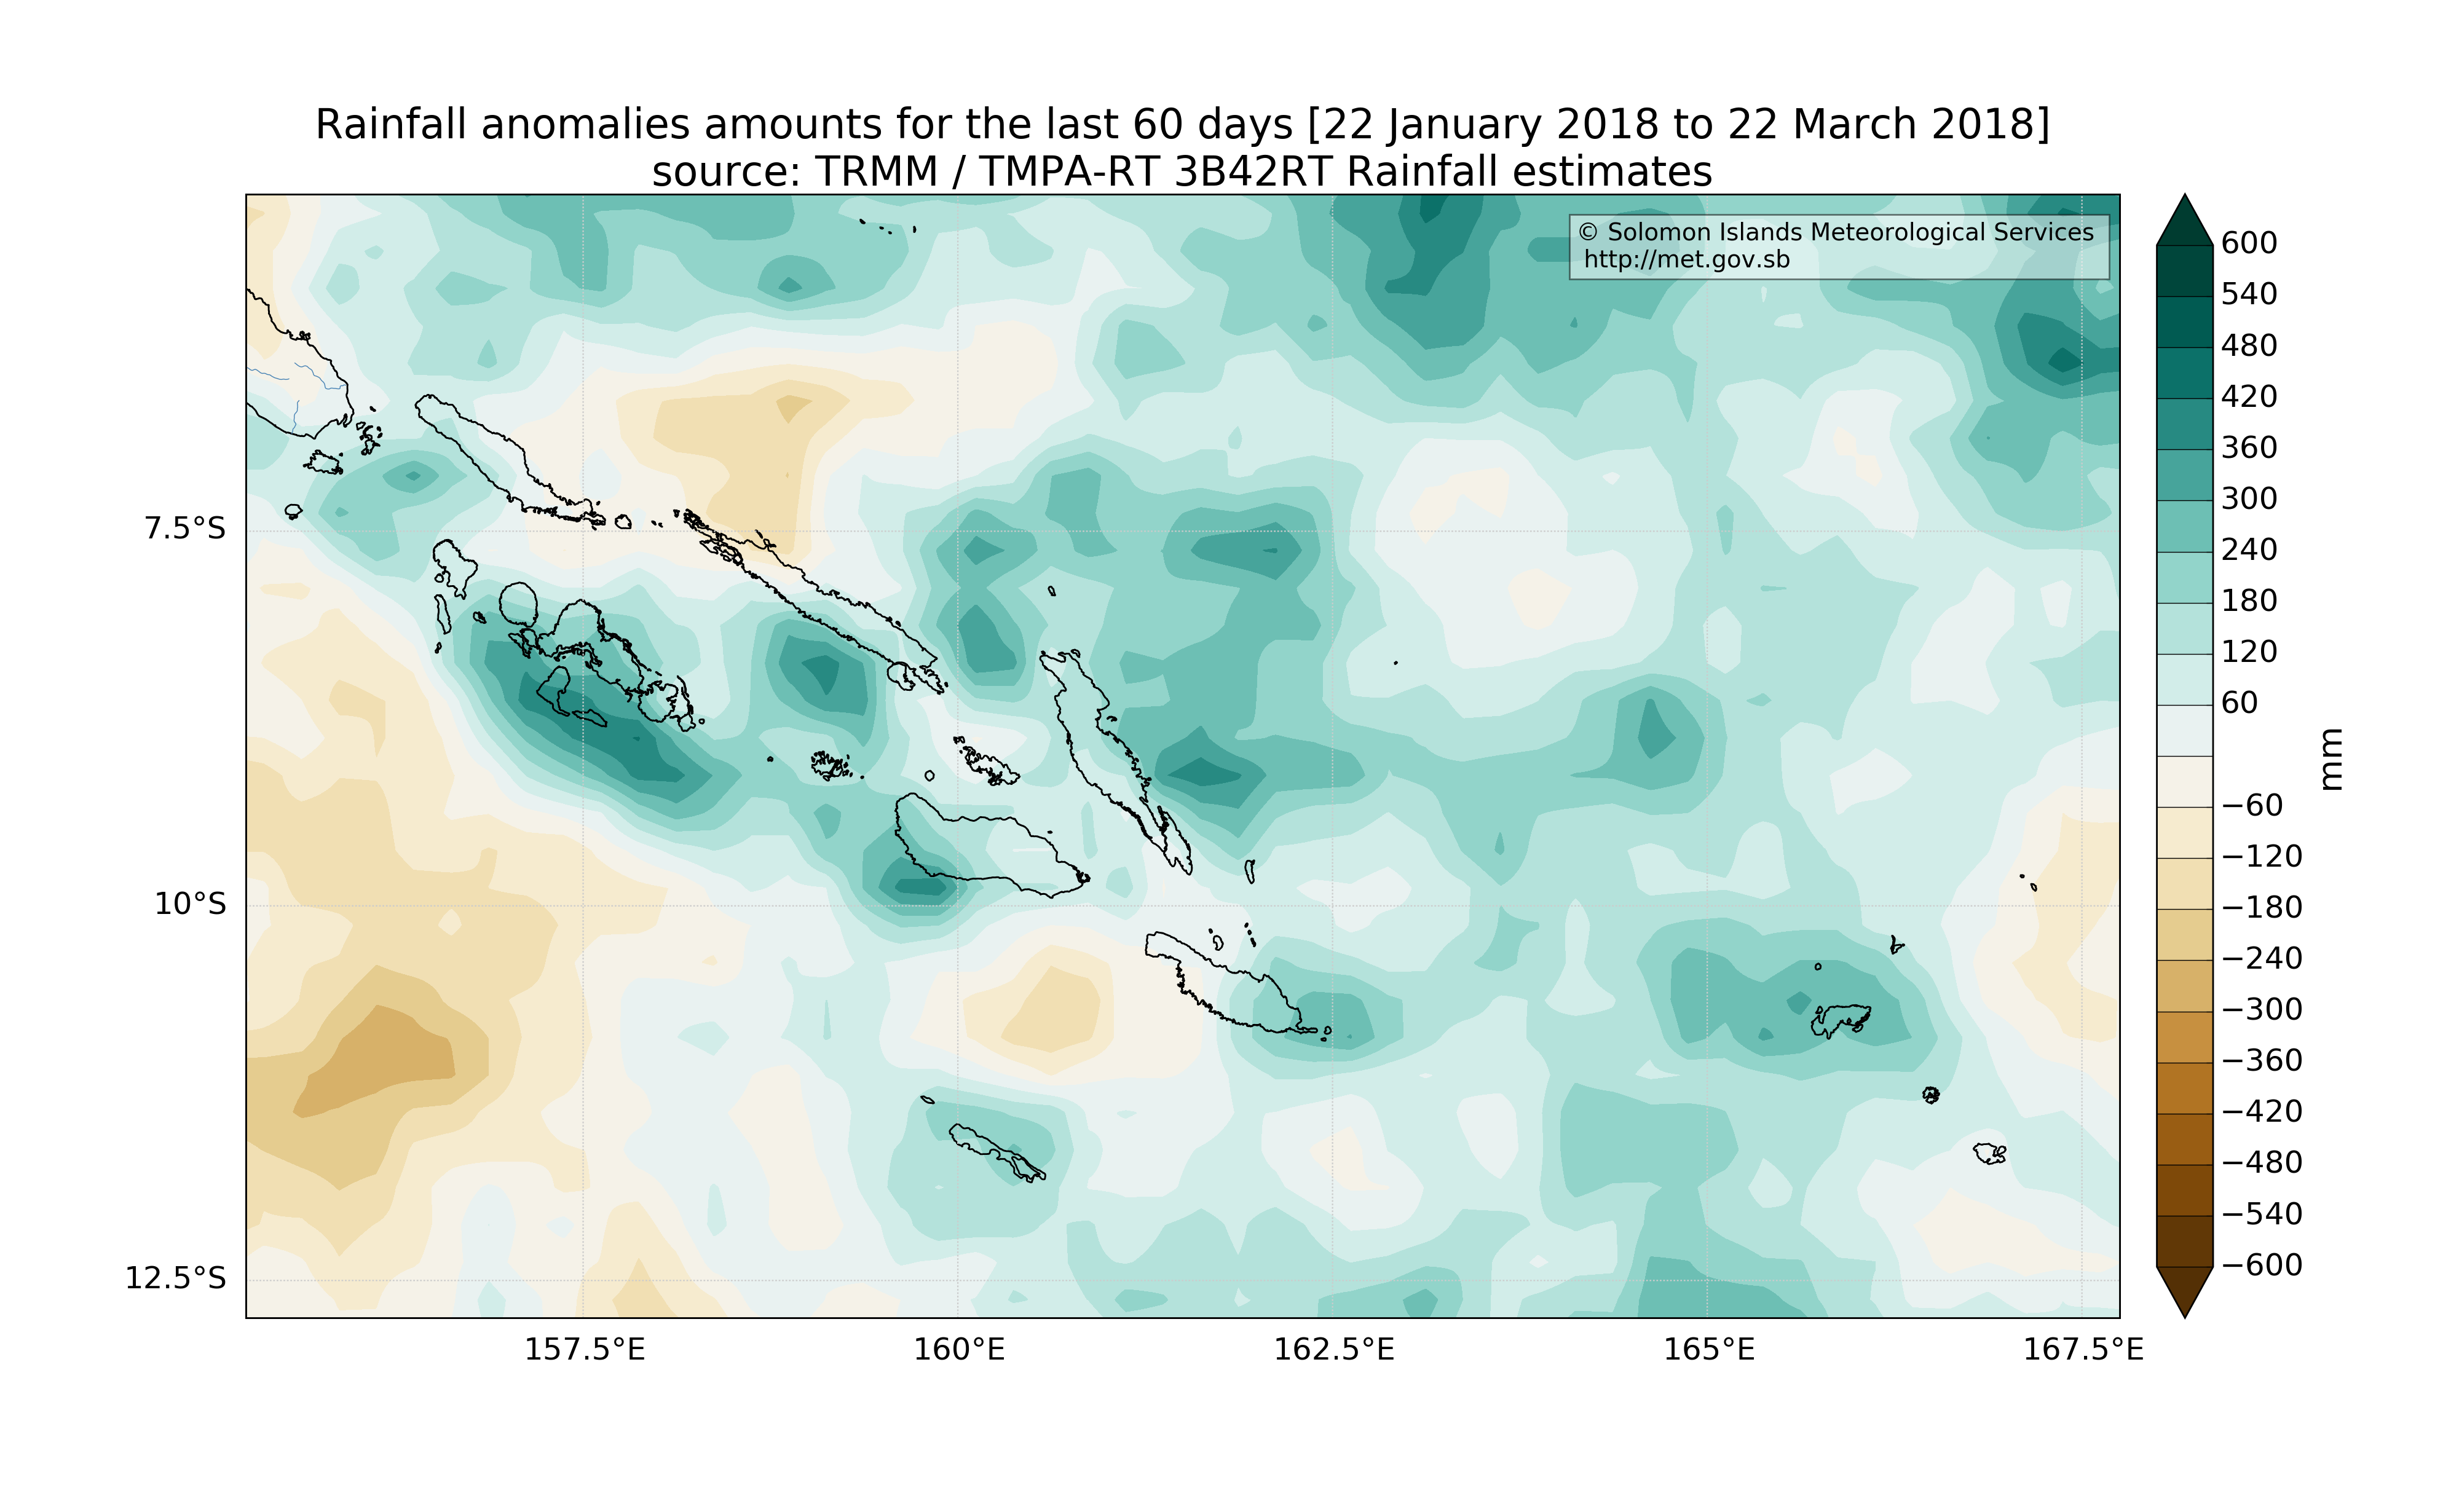 Rainfall anomalies amounts for the last 60 days [22 January 2018 to 22 March 2018]
source: TRMM / TMPA-RT 3B42RT Rainfall estimates
© Solomon Islands Meteorological Services
http://met.gov.sb
7.5°S
10°S
12.5°S
157.5°E
160°E
162.5°E
165°E
167.5°E
600
540
480
420
360
300
240
180
120
60
−60
−120
−180
−240
−300
−360
−420
−480
−540
−600
mm